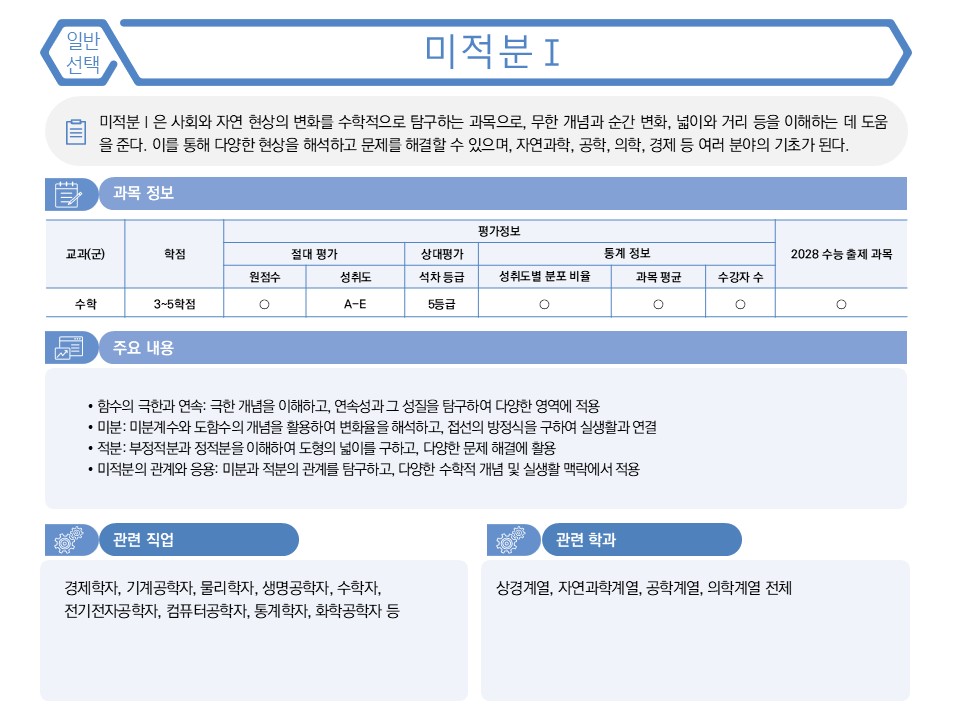 일반
선택
미적분Ⅰ
미적분Ⅰ은 사회와 자연 현상의 변화를 수학적으로 탐구하는 과목으로, 무한 개념과 순간 변화, 넓이와 거리 등을 이해하는 데 도움
을 준다. 이를 통해 다양한 현상을 해석하고 문제를 해결할 수 있으며, 자연과학, 공학, 의학, 경제 등 여러 분야의 기초가 된다.
과목 정보
교과(군) 학점 평가정보 2028 수능 출제 과목
절대 평가 상대평가 통계 정보
원점수 성취도 석차 등급 성취도별 분포 비율 과목 평균 수강자 수
수학 3~5학점 ○ A-E 5등급 ○ ○ ○ ○
주요 내용
• 함수의 극한과 연속: 극한 개념을 이해하고, 연속성과 그 성질을 탐구하여 다양한 영역에 적용
• 미분: 미분계수와 도함수의 개념을 활용하여 변화율을 해석하고, 접선의 방정식을 구하여 실생활과 연결
• 적분: 부정적분과 정적분을 이해하여 도형의 넓이를 구하고, 다양한 문제 해결에 활용
• 미적분의 관계와 응용: 미분과 적분의 관계를 탐구하고, 다양한 수학적 개념 및 실생활 맥락에서 적용
관련 직업
경제학자, 기계공학자, 물리학자, 생명공학자, 수학자,
전기전자공학자, 컴퓨터공학자, 통계학자, 화학공학자 등
관련 학과
상경계열, 자연과학계열, 공학계열, 의학계열 전체